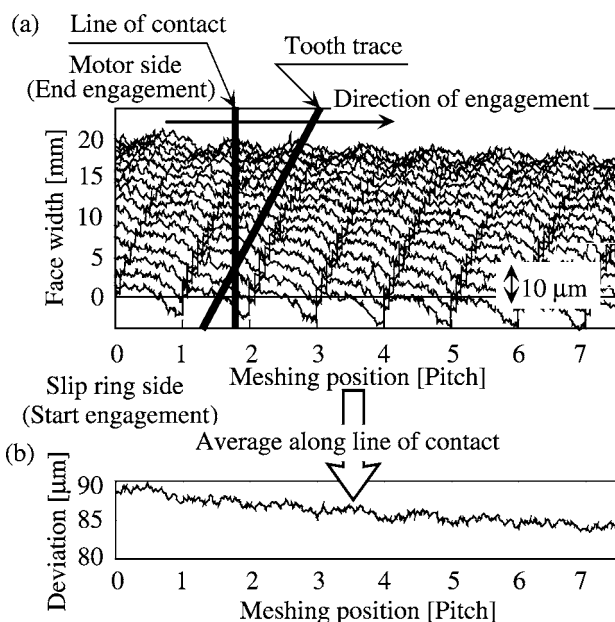 (a)
Line of contact
Tooth trace
Motor side
(End engagement)
Direction of engagement
Face width [mm]
20
15
10
5
0
10 μm
0 1 2 3 4 5 6 7
Meshing position [Pitch]
Slip ring side
(Start engagement)
Average along line of contact
(b)
Deviation [μm]
90
85
80
0 1 2 3 4 5 6 7
Meshing position [Pitch]